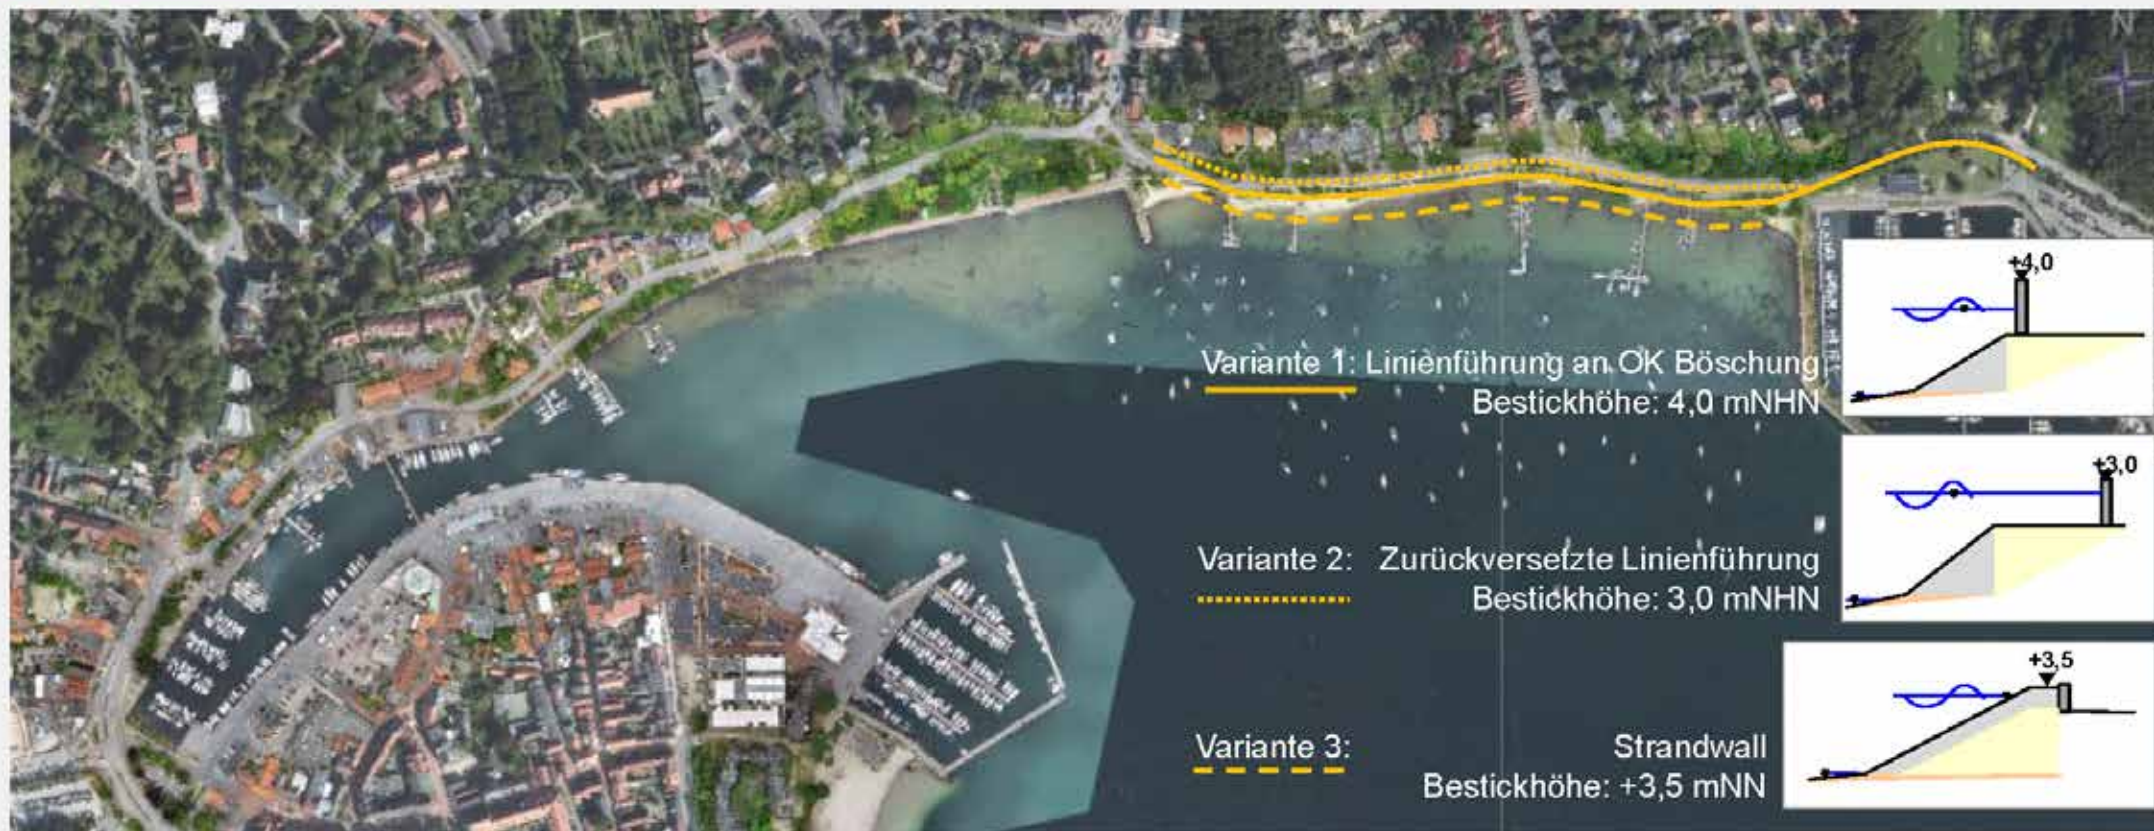 +4,0
Variante 1: Linienführung an OK Böschung
Bestickhöhe: 4,0 mNHN
+3,0
Variante 2: Zurückversetzte Linienführung
Bestickhöhe: 3,0 mNHN
+3,5
Variante 3: Strandwall
Bestickhöhe: +3,5 mNN